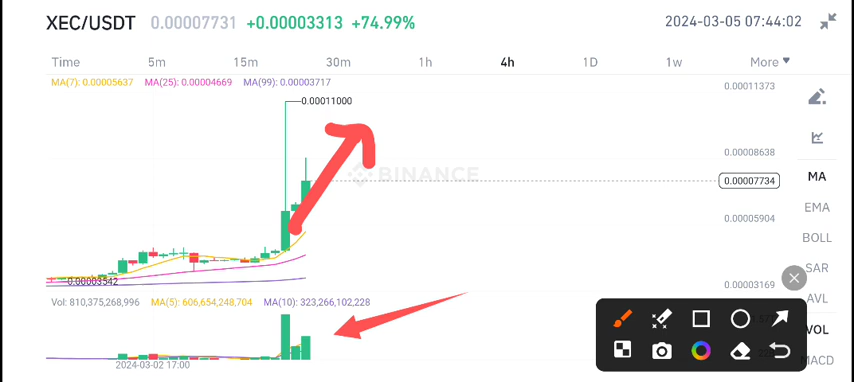 XEC/USDT 0.00007731 +0.00003313 +74.99% 2024-03-05 07:44:02
Time 5m 15m 30m 1h 4h 1D 1w More
MA(7): 0.00005637 MA(25): 0.00004669 MA(99): 0.00003717
0.00011373
0.00011000
0.00008638
BINANCE
MA
0.00007734
EMA
0.00005904
BOLL
SAR
0.00003542
0.00003169
AVL
Vol: 810,375,268,996 MA(5): 606,654,248,704 MA(10): 323,266,102,228
VOL
MACD
2024-03-02 17:00